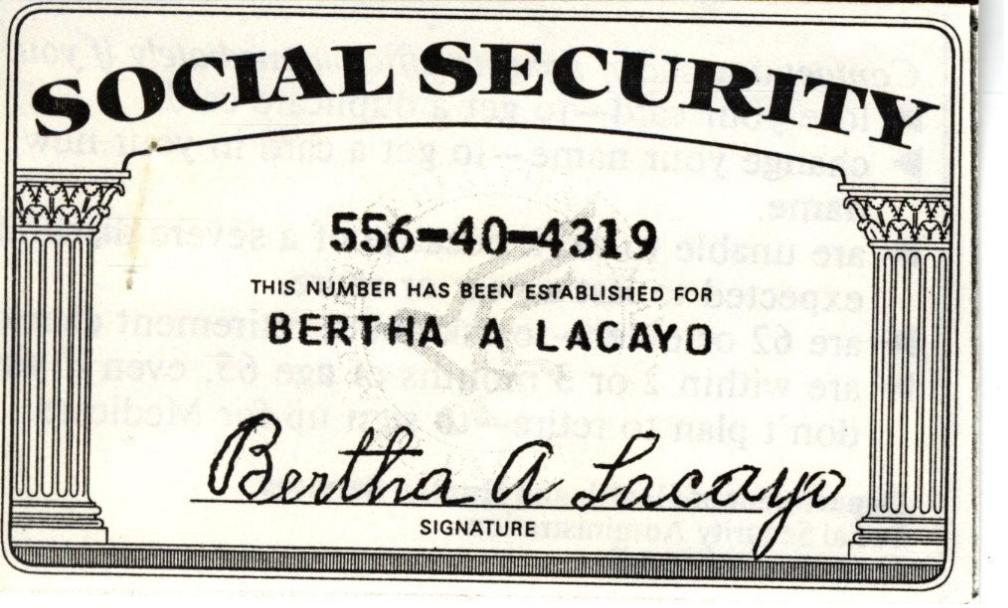 SOCIAL SECURITY
556-40-4319
THIS NUMBER HAS BEEN ESTABLISHED FOR
BERTHA A LACAYO
Bertha A Lacayo
SIGNATURE